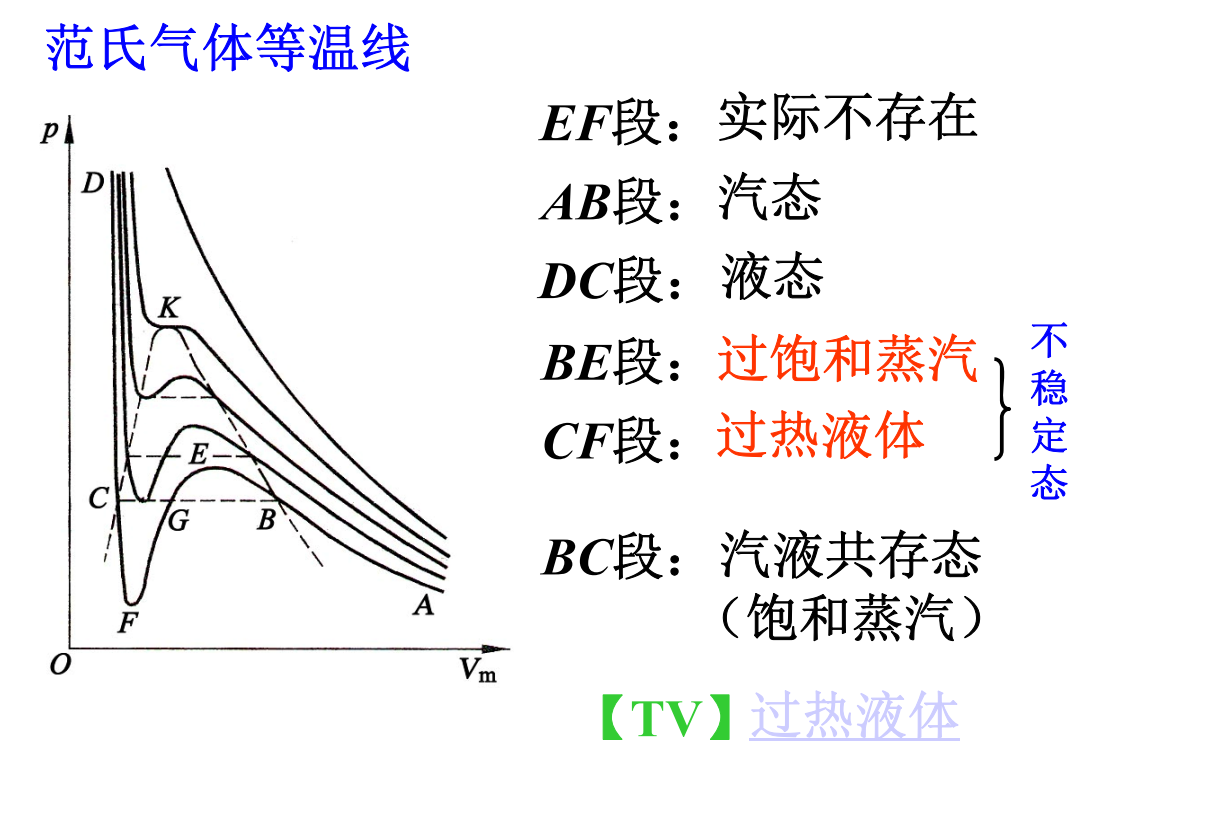 范氏气体等温线
p
D
K
E
C
G
B
F
A
O
Vm
EF段：实际不存在
AB段：汽态
DC段：液态
BE段：过饱和蒸汽
CF段：过热液体
不稳定态
BC段：汽液共存态
（饱和蒸汽）
【TV】过热液体